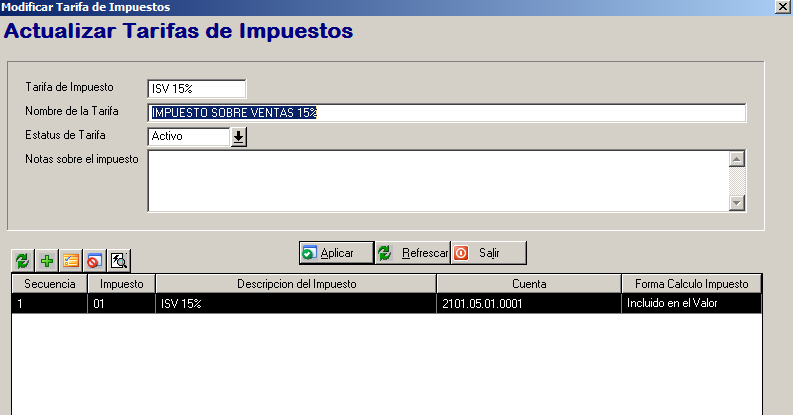 Modificar Tarifa de Impuestos
Actualizar Tarifas de Impuestos
Tarifa de Impuesto ISV 15%
Nombre de la Tarifa IMPUESTO SOBRE VENTAS 15%
Estatus de Tarifa Activo
Notas sobre el impuesto
Aplicar Refrescar Salir
Secuencia Impuesto Descripcion del Impuesto Cuenta Forma Calculo Impuesto
1 01 ISV 15% 2101.05.01.0001 Incluido en el Valor